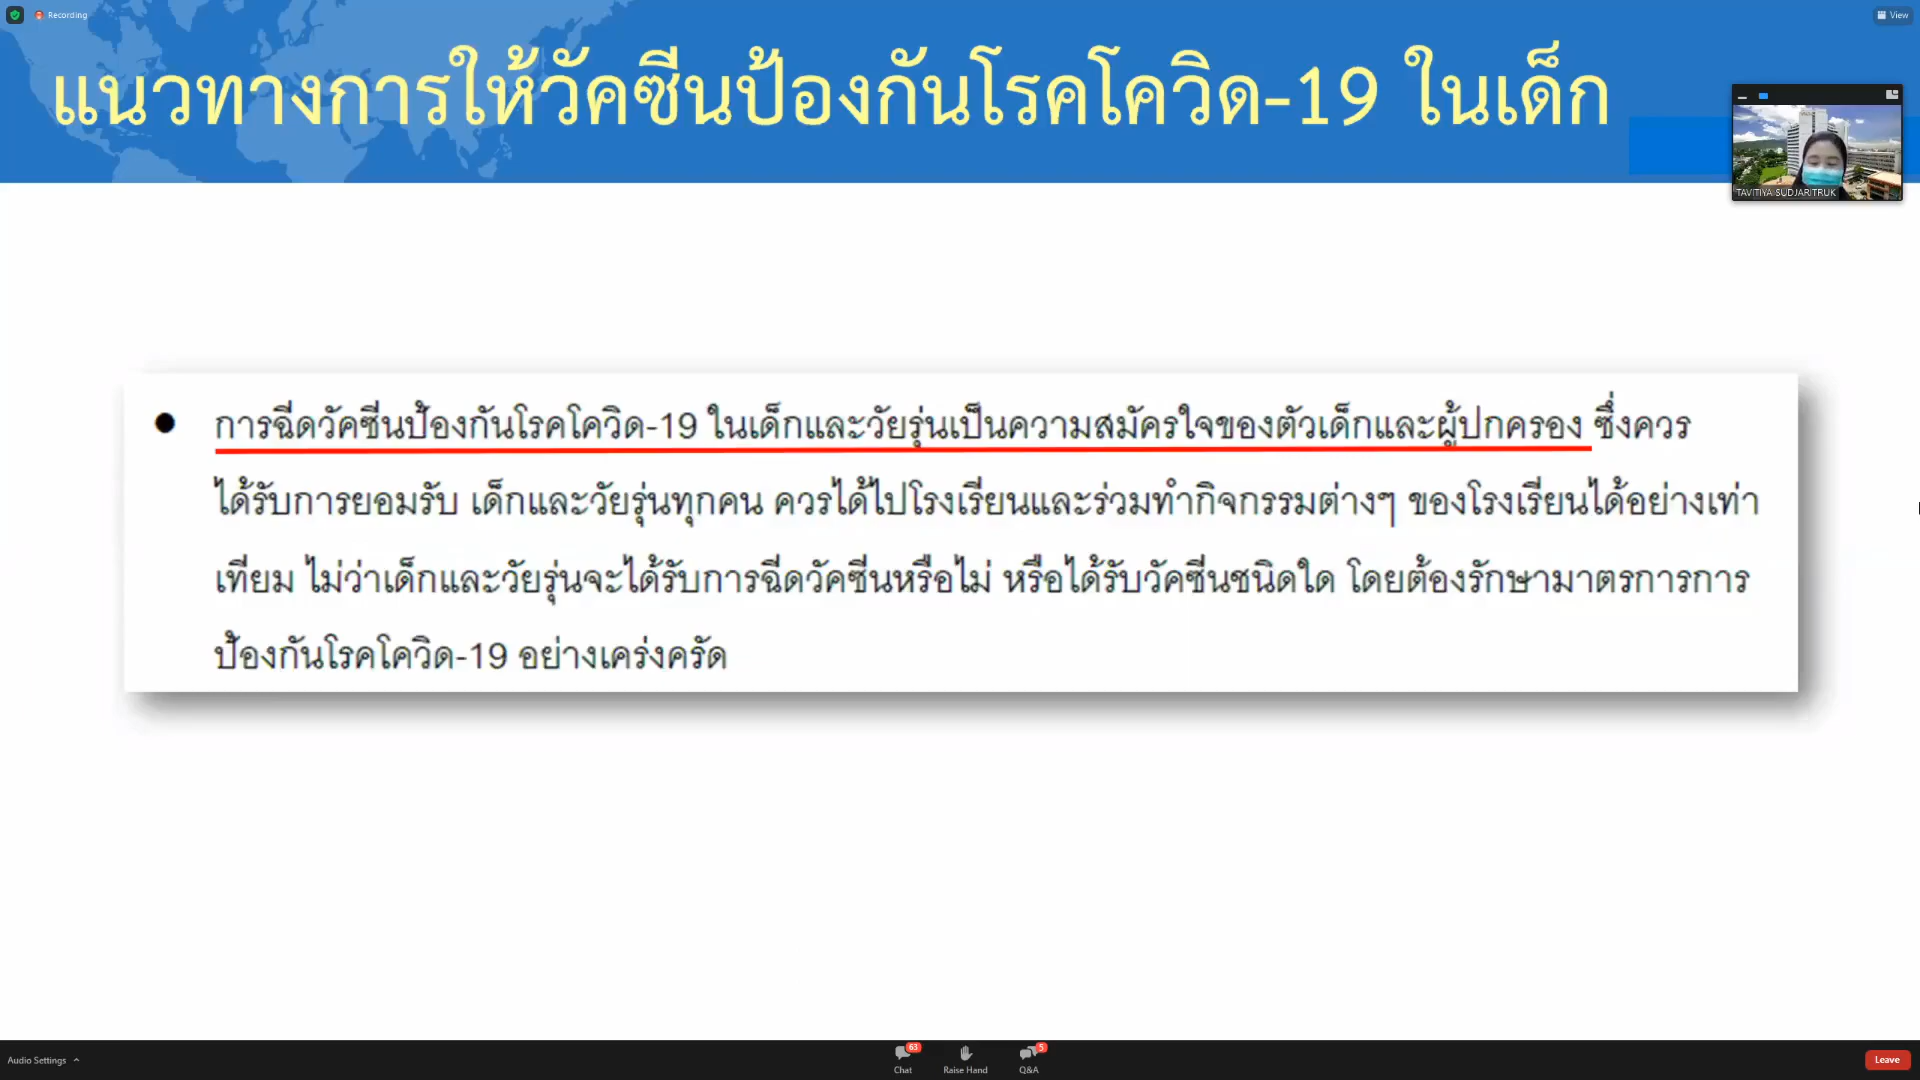 Recording
View
แนวทางการให้วัคซีนป้องกันโรคโควิด-19 ในเด็ก
TAVITIYA SUDJARITRUK
● การฉีดวัคซีนป้องกันโรคโควิด-19 ในเด็กและวัยรุ่นเป็นความสมัครใจของตัวเด็กและผู้ปกครอง ซึ่งควร
ได้รับการยอมรับ เด็กและวัยรุ่นทุกคน ควรได้ไปโรงเรียนและร่วมทำกิจกรรมต่างๆ ของโรงเรียนได้อย่างเท่า
เทียม ไม่ว่าเด็กและวัยรุ่นจะได้รับการฉีดวัคซีนหรือไม่ หรือได้รับวัคซีนชนิดใด โดยต้องรักษามาตรการการ
ป้องกันโรคโควิด-19 อย่างเคร่งครัด
Audio Settings
63
Chat
Raise Hand
5
Q&A
Leave